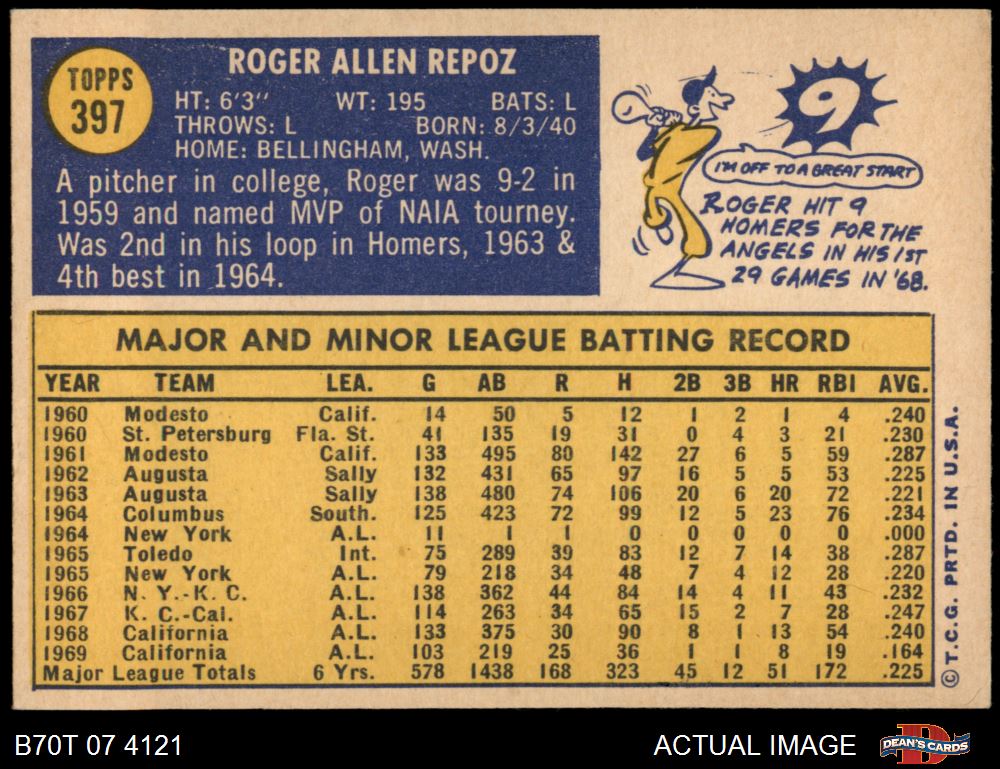 TOPPS
397
ROGER ALLEN REPOZ
HT: 6'3" WT: 195 BATS: L
THROWS: L BORN: 8/3/40
HOME: BELLINGHAM, WASH.
A pitcher in college, Roger was 9-2 in
1959 and named MVP of NAIA tourney.
Was 2nd in his loop in Homers, 1963 &
4th best in 1964.
9
I'M OFF TO A GREAT START
ROGER HIT 9
HOMERS FOR THE
ANGELS IN HIS 1ST
29 GAMES IN '68.
MAJOR AND MINOR LEAGUE BATTING RECORD
YEAR TEAM LEA. G AB R H 2B 3B HR RBI AVG.
1960 Modesto Calif. 14 50 5 12 1 2 1 4 .240
1960 St. Petersburg Fla. St. 41 135 19 31 0 4 3 21 .230
1961 Modesto Calif. 133 495 80 142 27 6 5 59 .287
1962 Augusta Sally 132 431 65 97 16 5 5 53 .225
1963 Augusta Sally 138 480 74 106 20 6 20 72 .221
1964 Columbus South. 125 423 72 99 12 5 23 76 .234
1964 New York A.L. 11 1 1 0 0 0 0 0 .000
1965 Toledo Int. 75 289 39 83 12 7 14 38 .287
1965 New York A.L. 79 218 34 48 7 4 12 28 .220
1966 N. Y.-K. C. A.L. 138 362 44 84 14 4 11 43 .232
1967 K. C.-Cal. A.L. 114 263 34 65 15 2 7 28 .247
1968 California A.L. 133 375 30 90 8 1 13 54 .240
1969 California A.L. 103 219 25 36 1 1 8 19 .164
Major League Totals 6 Yrs. 578 1438 168 323 45 12 51 172 .225
© T.C.G. PRTD. IN U.S.A.
B70T 07 4121
ACTUAL IMAGE
DEAN'S CARDS